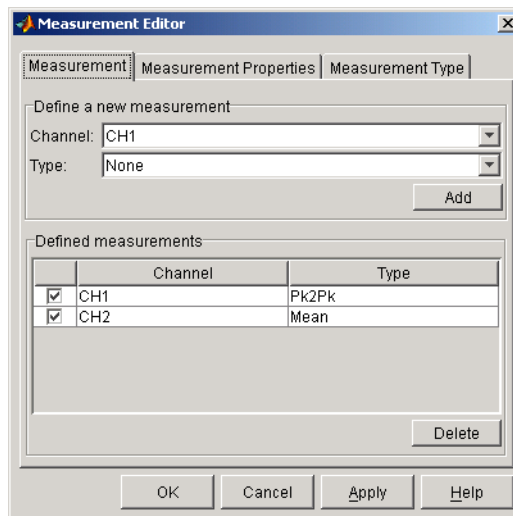 Measurement Editor
Measurement Measurement Properties Measurement Type
Define a new measurement
Channel: CH1
Type: None
Add
Defined measurements
Channel Type
CH1 Pk2Pk
CH2 Mean
Delete
OK Cancel Apply Help